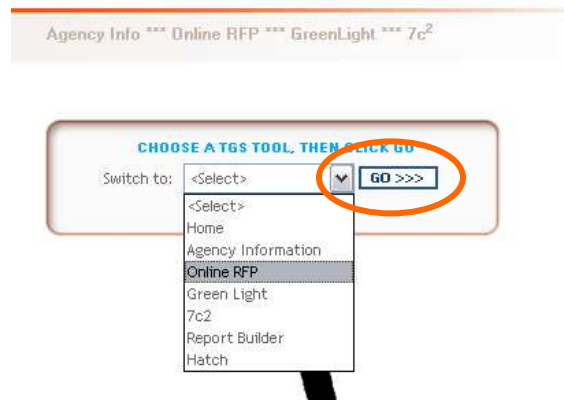 Agency Info *** Online RFP *** GreenLight *** 7c²
CHOOSE A TGS TOOL, THEN CLICK GO
Switch to: <Select> GO >>>
<Select>
Home
Agency Information
Online RFP
Green Light
7c2
Report Builder
Hatch